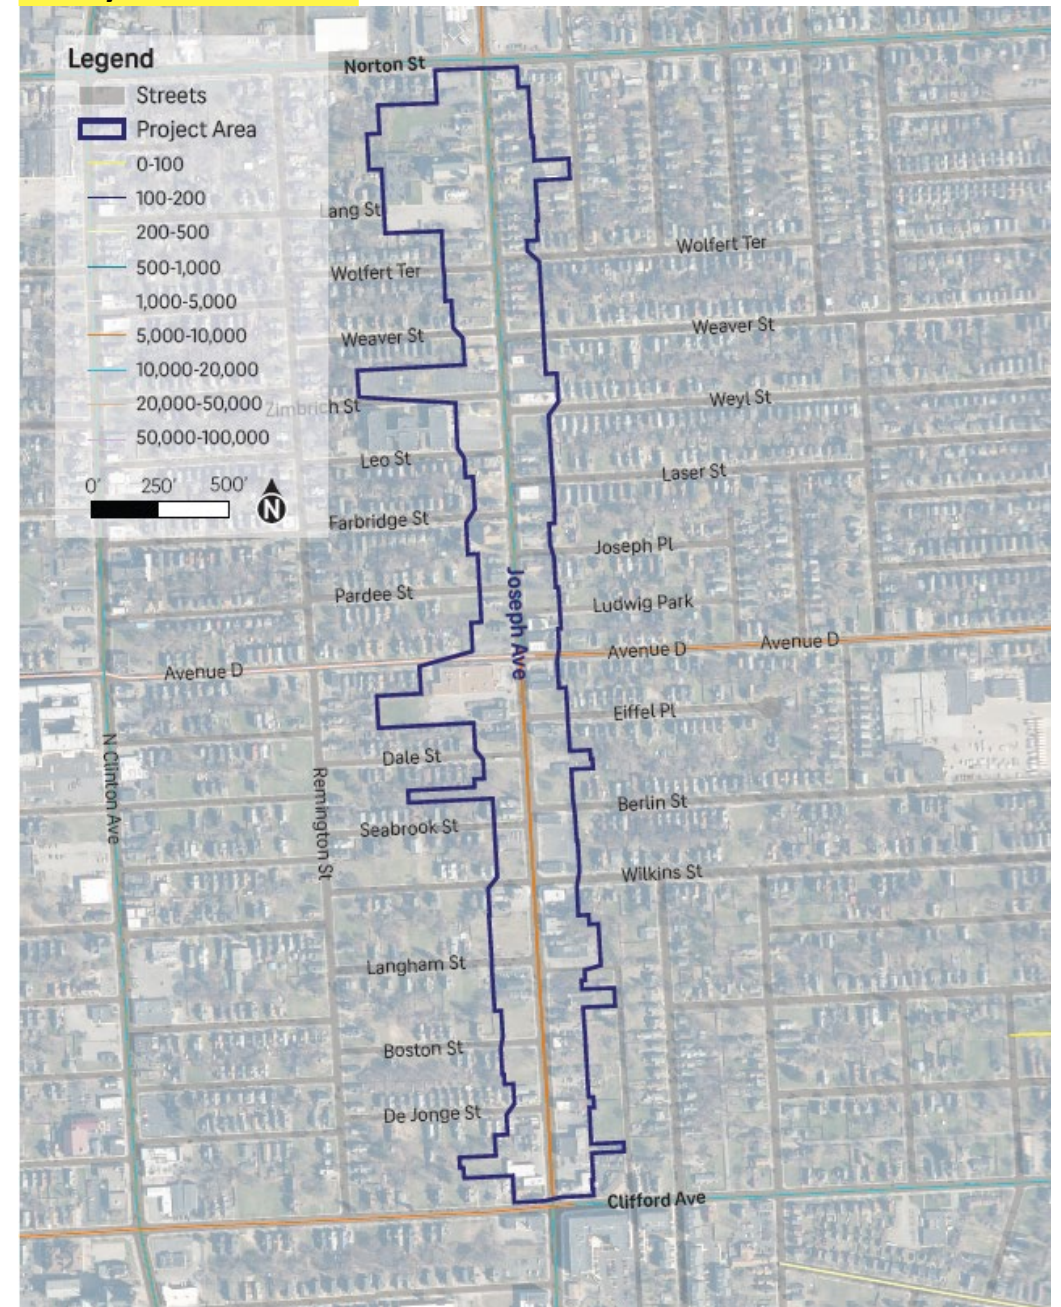 Norton St
Legend
Streets
Project Area
0-100
100-200
200-500
500-1,000
1,000-5,000
5,000-10,000
10,000-20,000
20,000-50,000
50,000-100,000
0' 250' 500'
N
Lang St
Wolfert Ter
Wolfert Ter
Weaver St
Weaver St
Zimbrich St
Weyl St
Leo St
Laser St
Farbridge St
Joseph Pl
Pardee St
Ludwig Park
Joseph Ave
Avenue D
Avenue D
Avenue D
Eiffel Pl
Dale St
N Clinton Ave
Remington St
Berlin St
Seabrook St
Wilkins St
Langham St
Boston St
De Jonge St
Clifford Ave